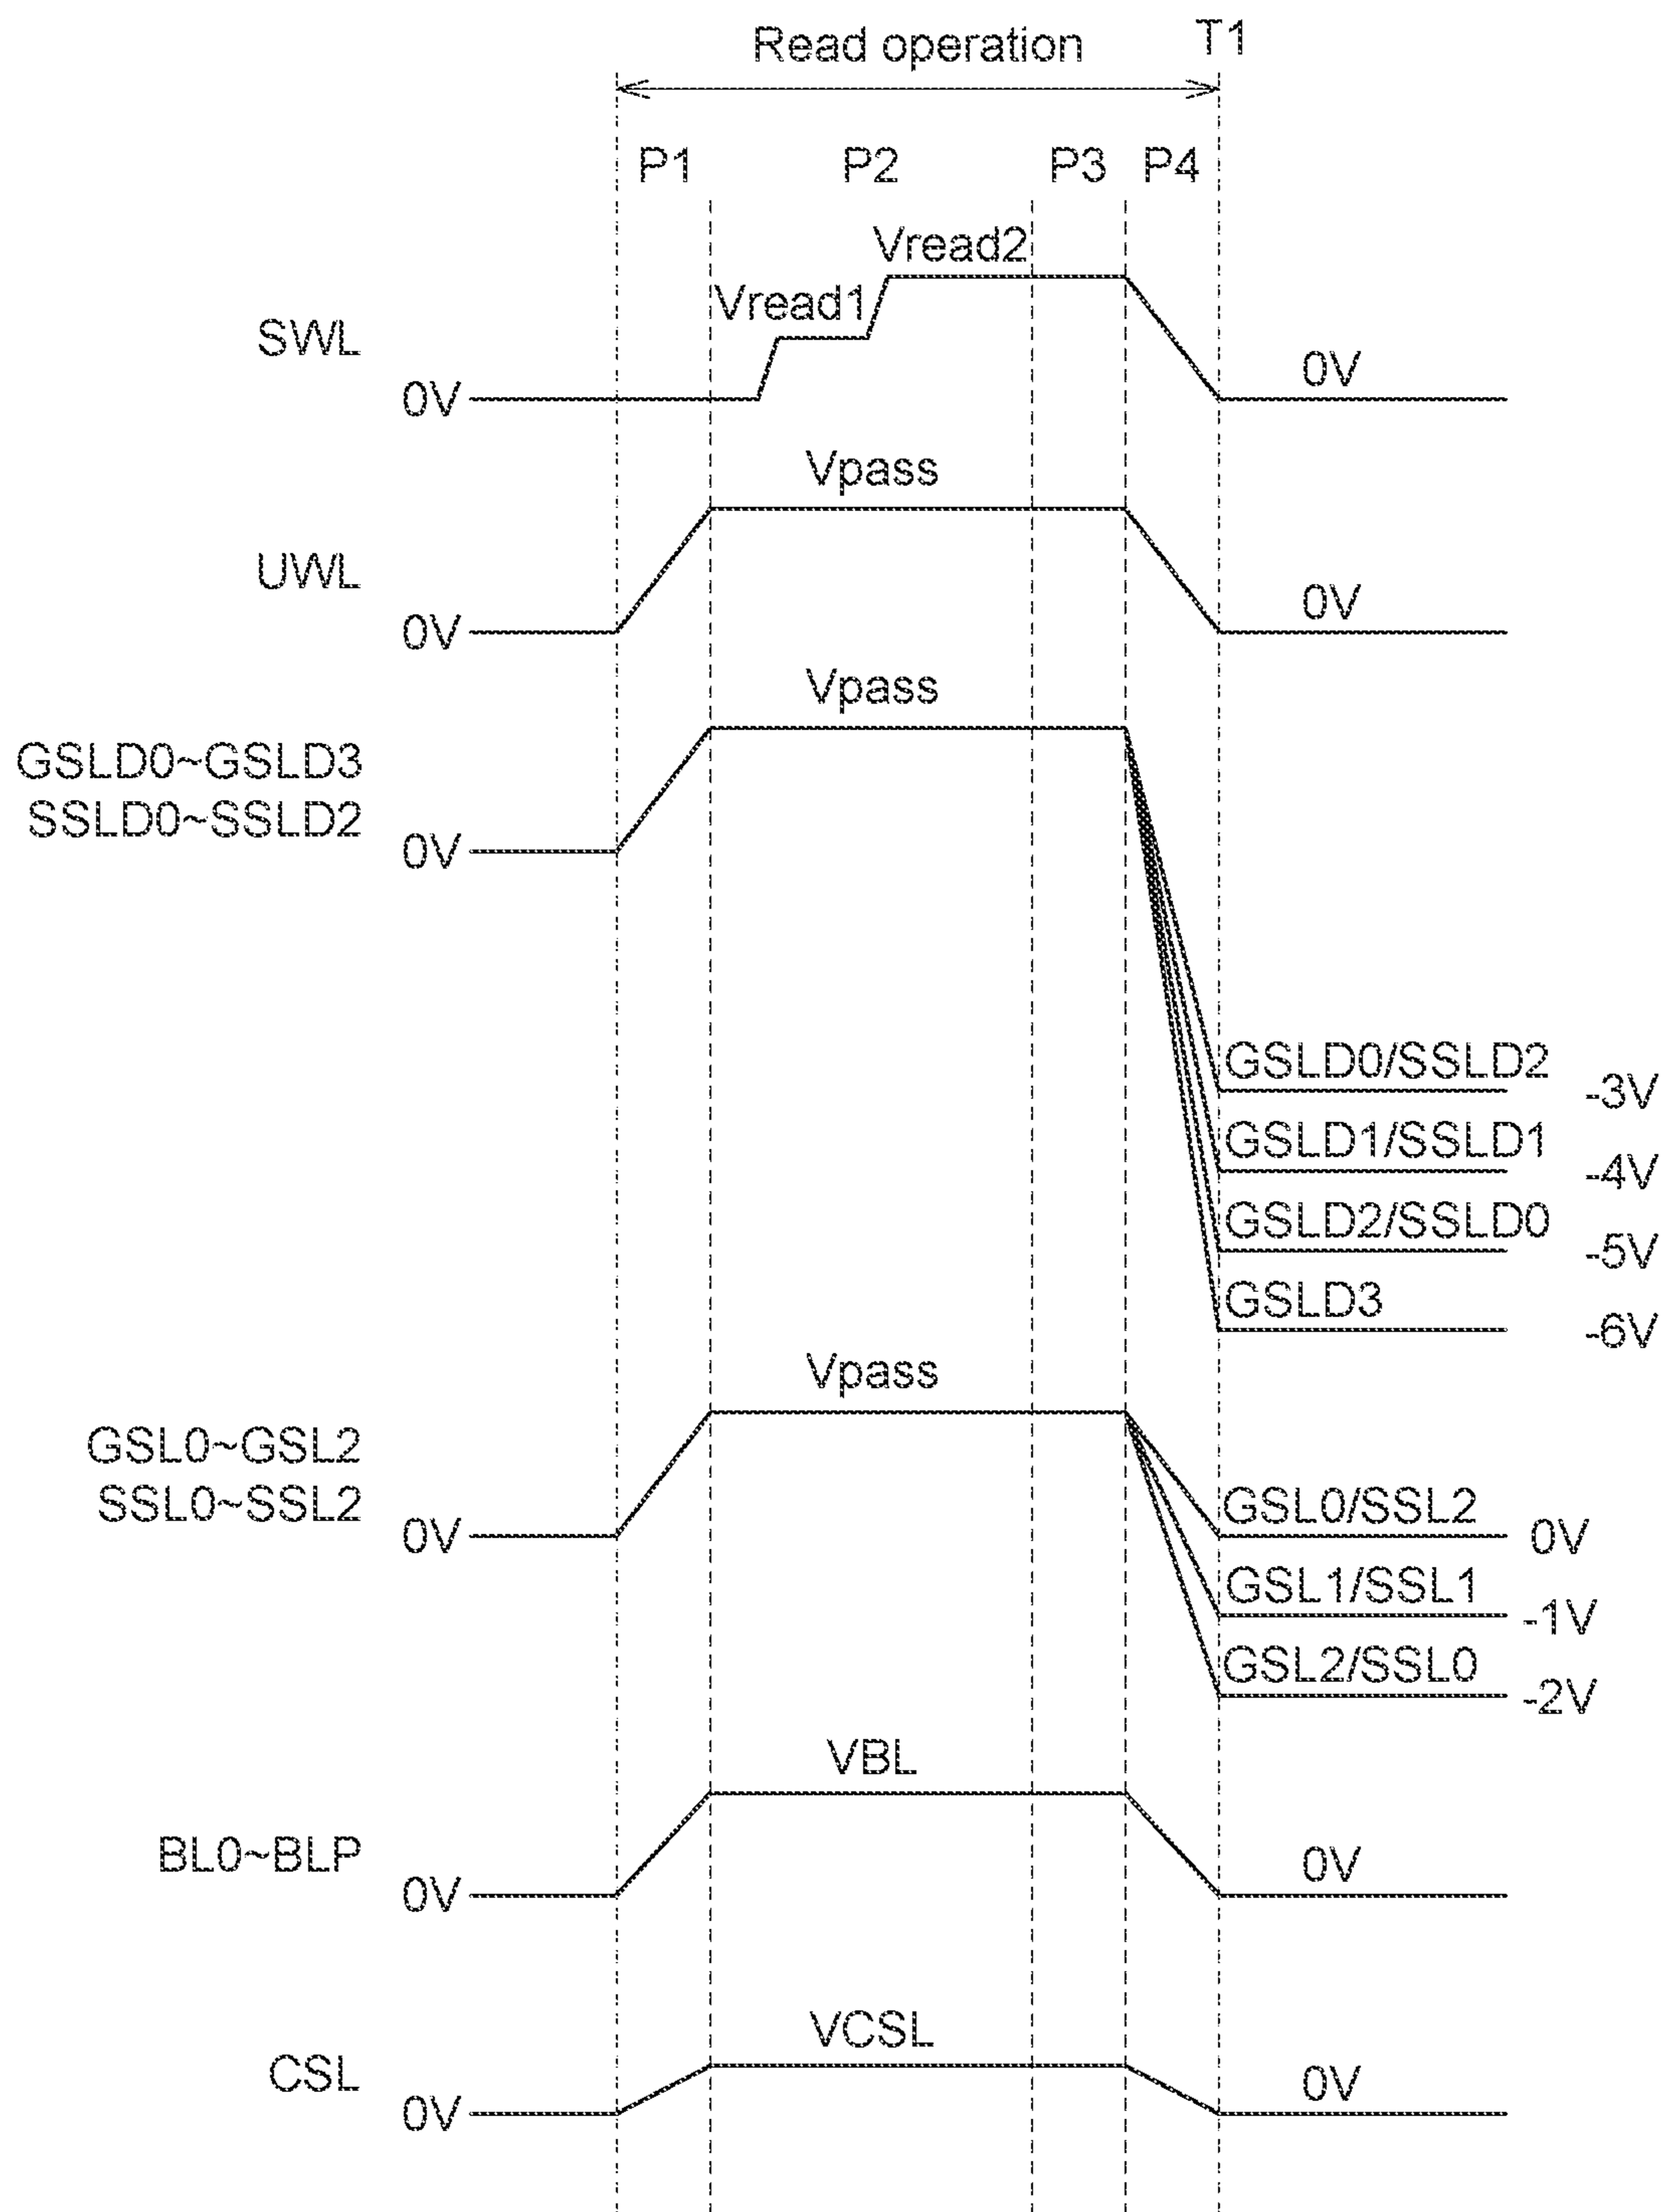 Read operation
T1
P1
P2
P3
P4
Vread2
Vread1
SWL
0V
0V
Vpass
UWL
0V
0V
Vpass
GSLD0~GSLD3
SSLD0~SSLD2
0V
GSLD0/SSLD2
-3V
GSLD1/SSLD1
-4V
GSLD2/SSLD0
-5V
GSLD3
-6V
Vpass
GSL0~GSL2
SSL0~SSL2
0V
GSL0/SSL2
0V
GSL1/SSL1
-1V
GSL2/SSL0
-2V
VBL
BL0~BLP
0V
0V
VCSL
CSL
0V
0V